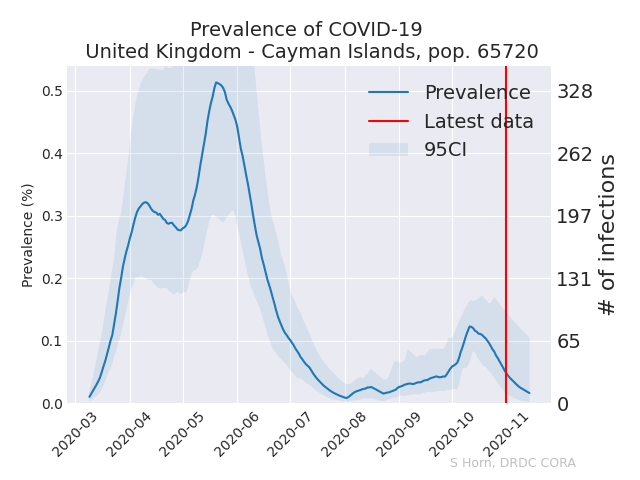 Prevalence of COVID-19
United Kingdom - Cayman Islands, pop. 65720
Prevalence (%)
0.5
0.4
0.3
0.2
0.1
0.0
Prevalence
Latest data
95CI
328
262
197
131
65
0
# of infections
2020-03
2020-04
2020-05
2020-06
2020-07
2020-08
2020-09
2020-10
2020-11
S Horn, DRDC CORA